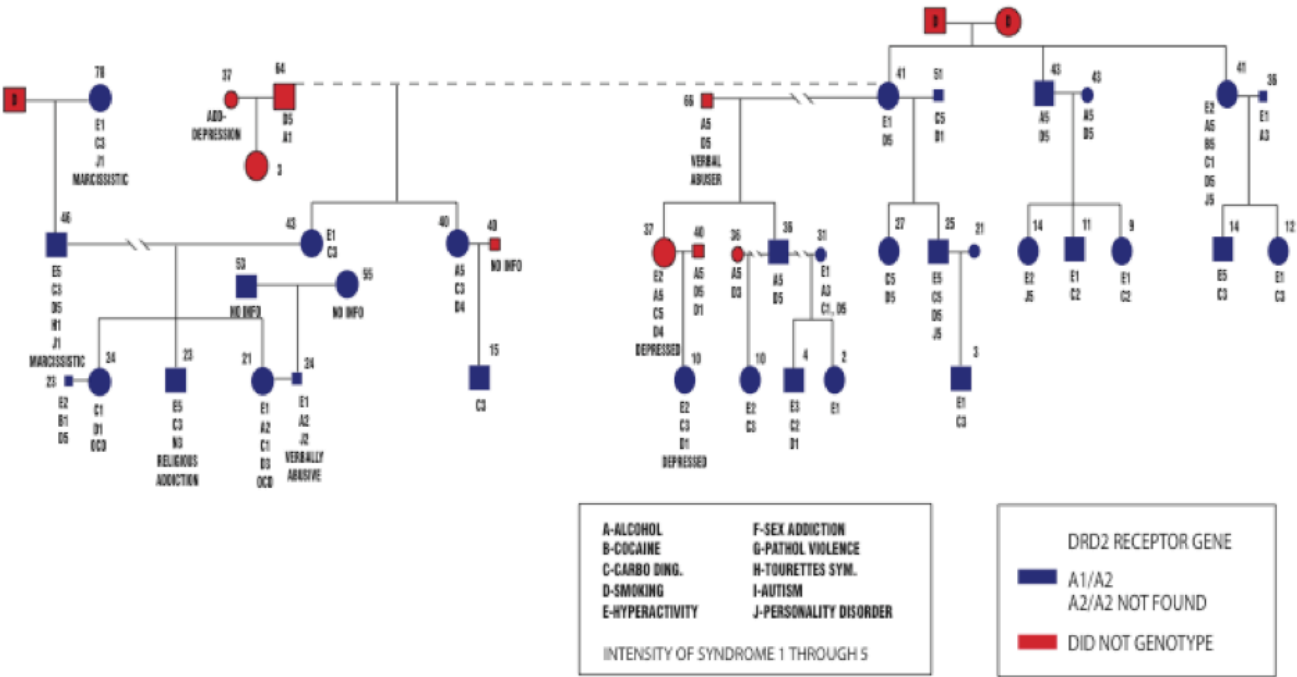 D
D
D
78
E1
C3
J1
MARCISSISTIC
37
ADD-
DEPRESSION
64
D5
A1
3
66
A5
D5
VERBAL
ABUSER
41
E1
D5
51
C5
D1
43
A5
D5
43
A5
D5
41
E2
A5
B5
C1
D5
J5
36
E1
A3
46
E5
C3
D5
H1
J1
MARCISSISTIC
43
E1
C3
40
A5
C3
D4
40
NO INFO
53
NO INFO
55
NO INFO
37
E2
A5
C5
D4
DEPRESSED
40
A5
D5
D1
36
A5
D3
36
A5
D5
31
E1
A3
C1, D5
27
C5
D5
25
E5
C5
D5
J5
21
14
E2
J5
11
E1
C2
9
E1
C2
14
E5
C3
12
E1
C3
23
E2
B1
D5
24
C1
D1
OCD
23
E5
C3
N3
RELIGIOUS
ADDICTION
21
E1
A2
C1
D3
OCD
24
E1
A2
J2
VERBALLY
ABUSIVE
15
C3
10
E2
C3
D1
DEPRESSED
10
E2
C3
4
E3
C2
D1
2
E1
3
E1
C3
A-ALCOHOL
B-COCAINE
C-CARBO DING.
D-SMOKING
E-HYPERACTIVITY
F-SEX ADDICTION
G-PATHOL VIOLENCE
H-TOURETTES SYM.
I-AUTISM
J-PERSONALITY DISORDER
INTENSITY OF SYNDROME 1 THROUGH 5
DRD2 RECEPTOR GENE
A1/A2
A2/A2 NOT FOUND
DID NOT GENOTYPE